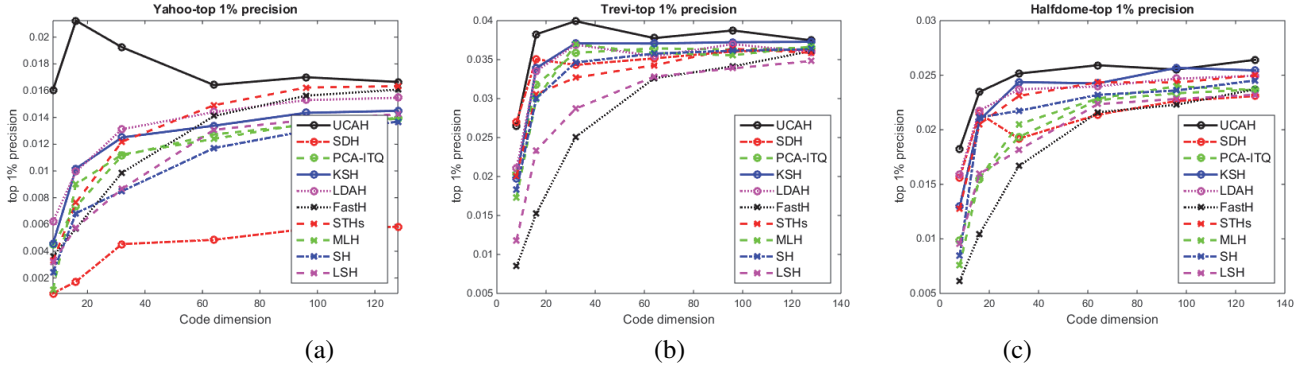 Yahoo-top 1% precision
top 1% precision
0.02
0.018
0.016
0.014
0.012
0.01
0.008
0.006
0.004
0.002
20
40
60
80
100
120
Code dimension
UCAH
SDH
PCA-ITQ
KSH
LDAH
FastH
STHs
MLH
SH
LSH
(a)
Trevi-top 1% precision
top 1% precision
0.04
0.035
0.03
0.025
0.02
0.015
0.01
0.005
0
20
40
60
80
100
120
140
Code dimension
UCAH
SDH
PCA-ITQ
KSH
LDAH
FastH
STHs
MLH
SH
LSH
(b)
Halfdome-top 1% precision
top 1% precision
0.03
0.025
0.02
0.015
0.01
0.005
0
20
40
60
80
100
120
140
Code dimension
UCAH
SDH
PCA-ITQ
KSH
LDAH
FastH
STHs
MLH
SH
LSH
(c)